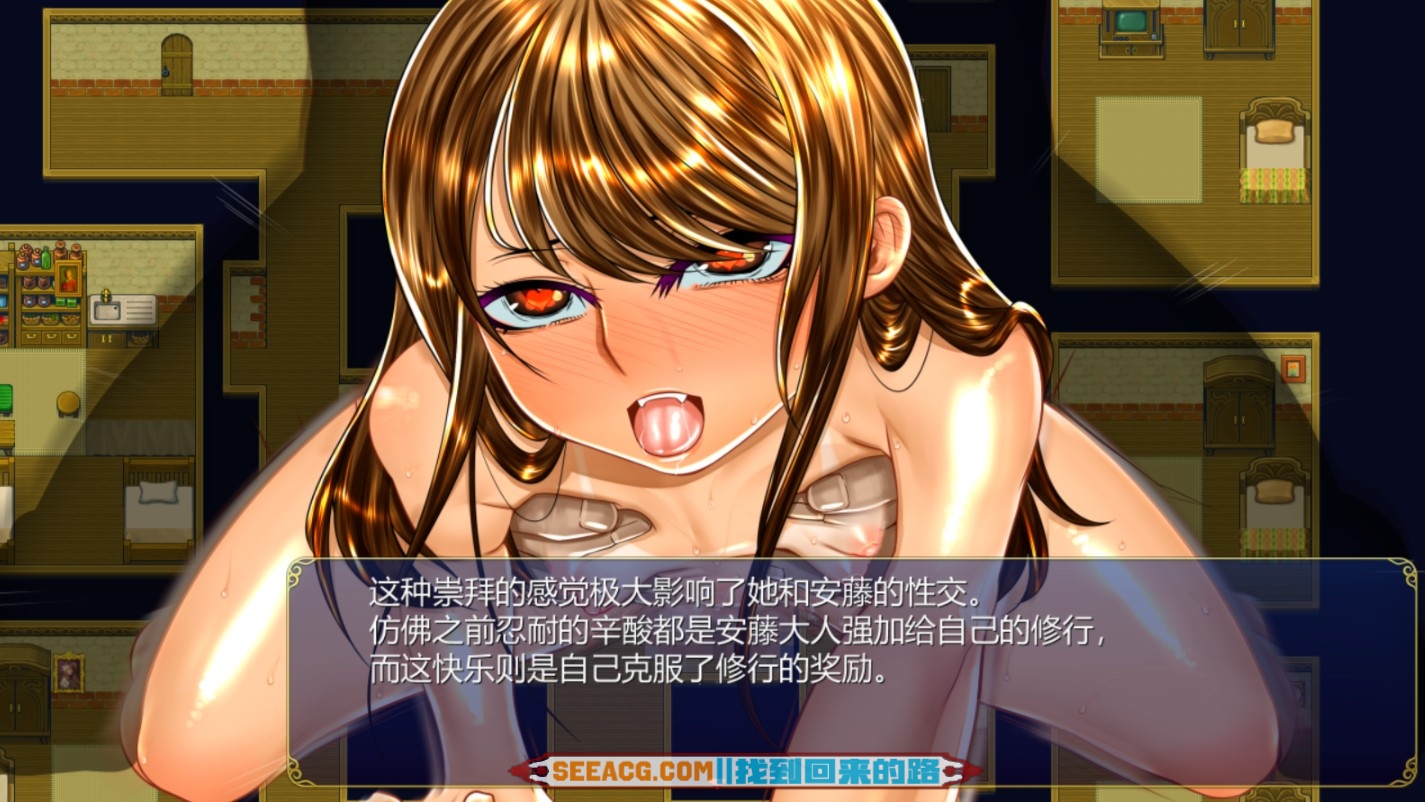 这种崇拜的感觉极大影响了她和安藤的性交。
仿佛之前忍耐的辛酸都是安藤大人强加给自己的修行，
而这快乐则是自己克服了修行的奖励。
SEEACG.COM||找到回来的路